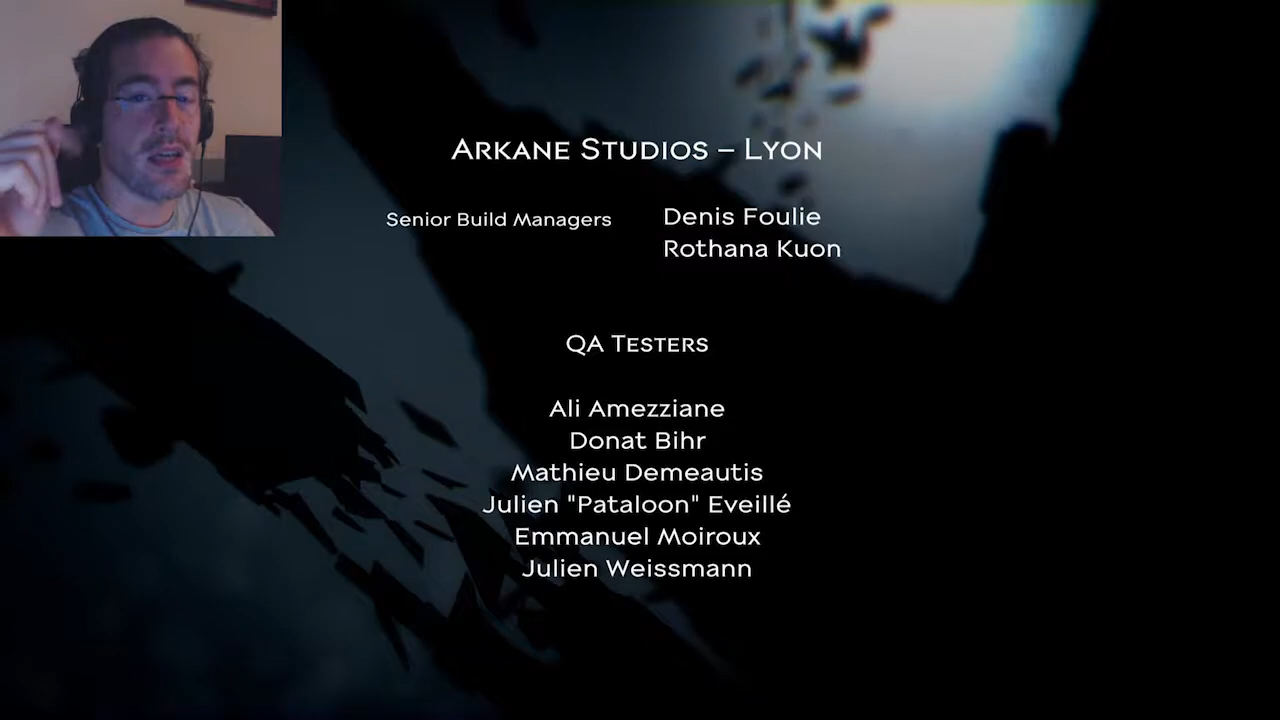 Arkane Studios – Lyon
Senior Build Managers Denis Foulie
Rothana Kuon
QA Testers
Ali Amezziane
Donat Bihr
Mathieu Demeautis
Julien "Pataloon" Eveillé
Emmanuel Moiroux
Julien Weissmann